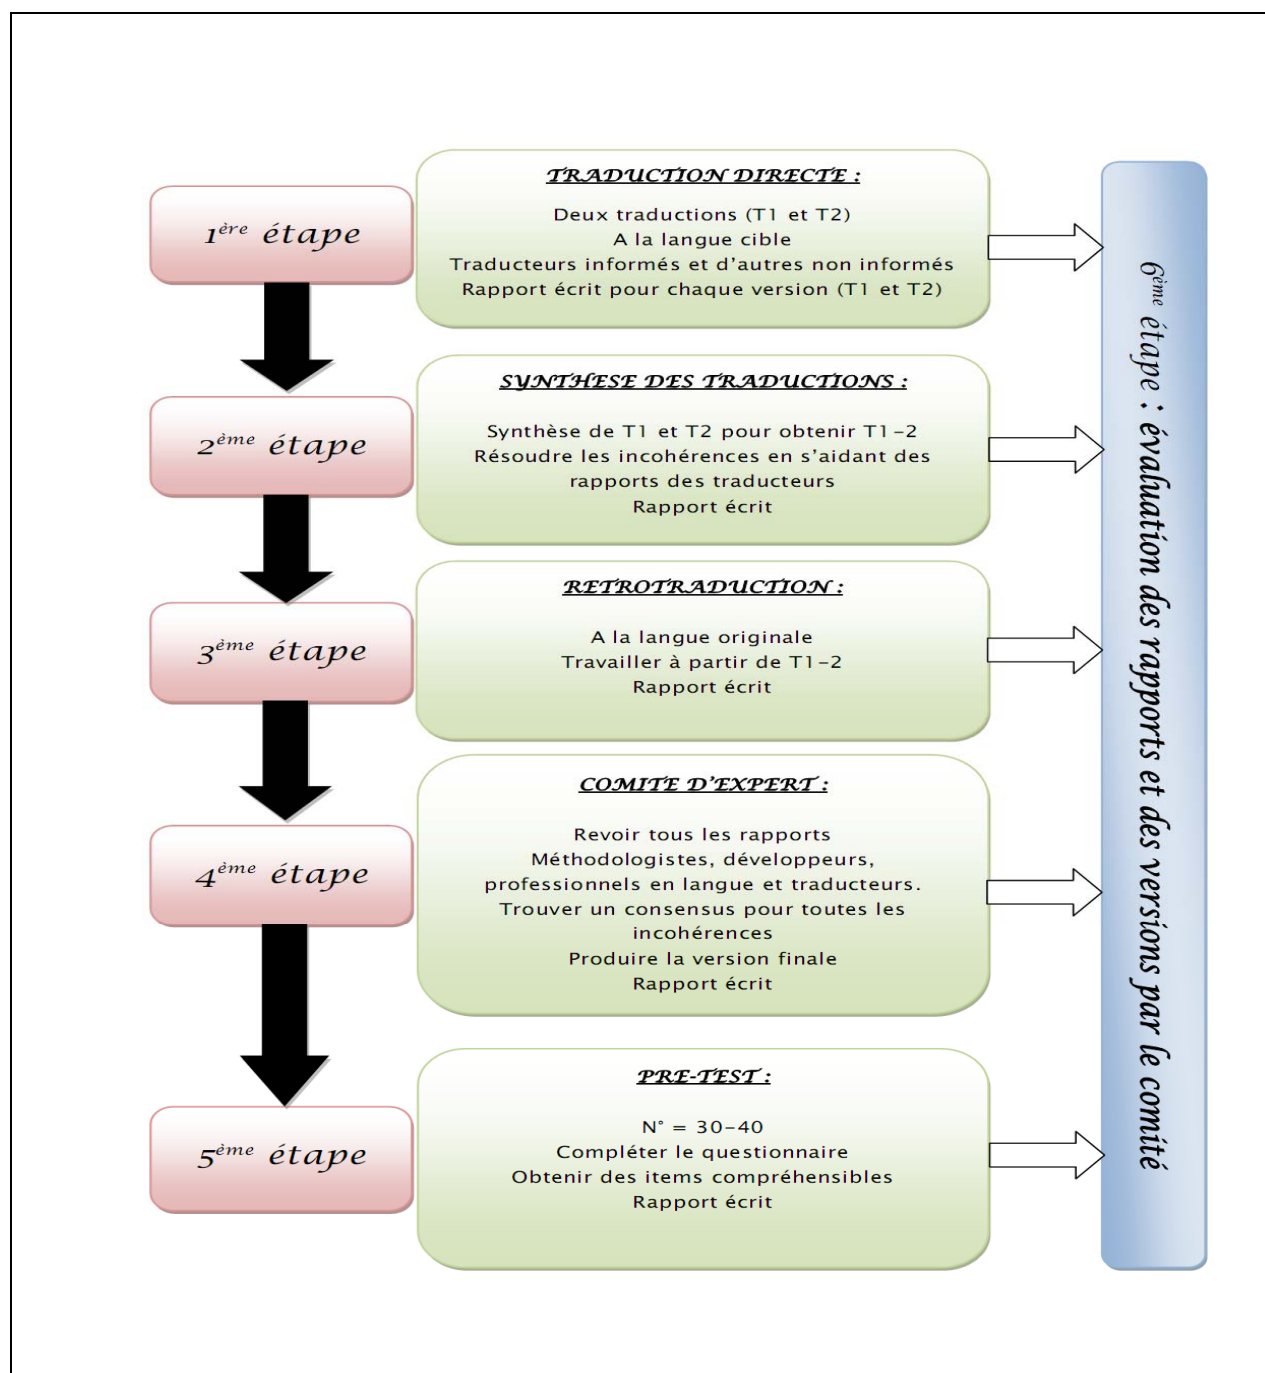 1ère étape
TRADUCTION DIRECTE :
Deux traductions (T1 et T2)
A la langue cible
Traducteurs informés et d'autres non informés
Rapport écrit pour chaque version (T1 et T2)
2ème étape
SYNTHESE DES TRADUCTIONS :
Synthèse de T1 et T2 pour obtenir T1-2
Résoudre les incohérences en s'aidant des
rapports des traducteurs
Rapport écrit
3ème étape
RETROTRADUCTION :
A la langue originale
Travailler à partir de T1-2
Rapport écrit
4ème étape
COMITE D'EXPERT :
Revoir tous les rapports
Méthodologistes, développeurs,
professionnels en langue et traducteurs.
Trouver un consensus pour toutes les
incohérences
Produire la version finale
Rapport écrit
5ème étape
PRE-TEST :
N° = 30-40
Compléter le questionnaire
Obtenir des items compréhensibles
Rapport écrit
6ème étape : évaluation des rapports et des versions par le comité